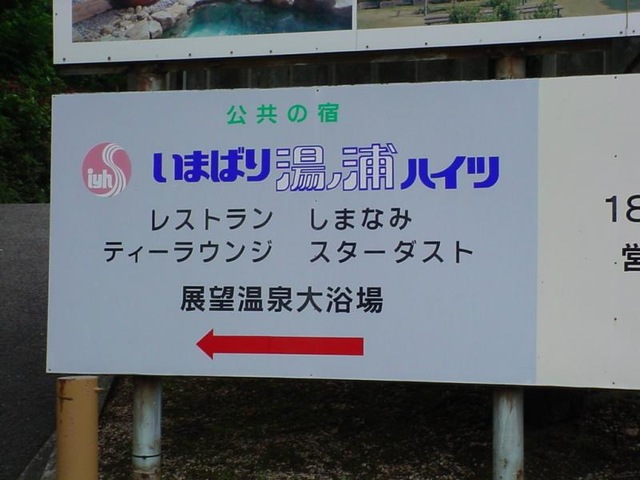 公共の宿
iyh いまばり湯ノ浦ハイツ
レストラン しまなみ
ティーラウンジ スターダスト
展望温泉大浴場
18
営